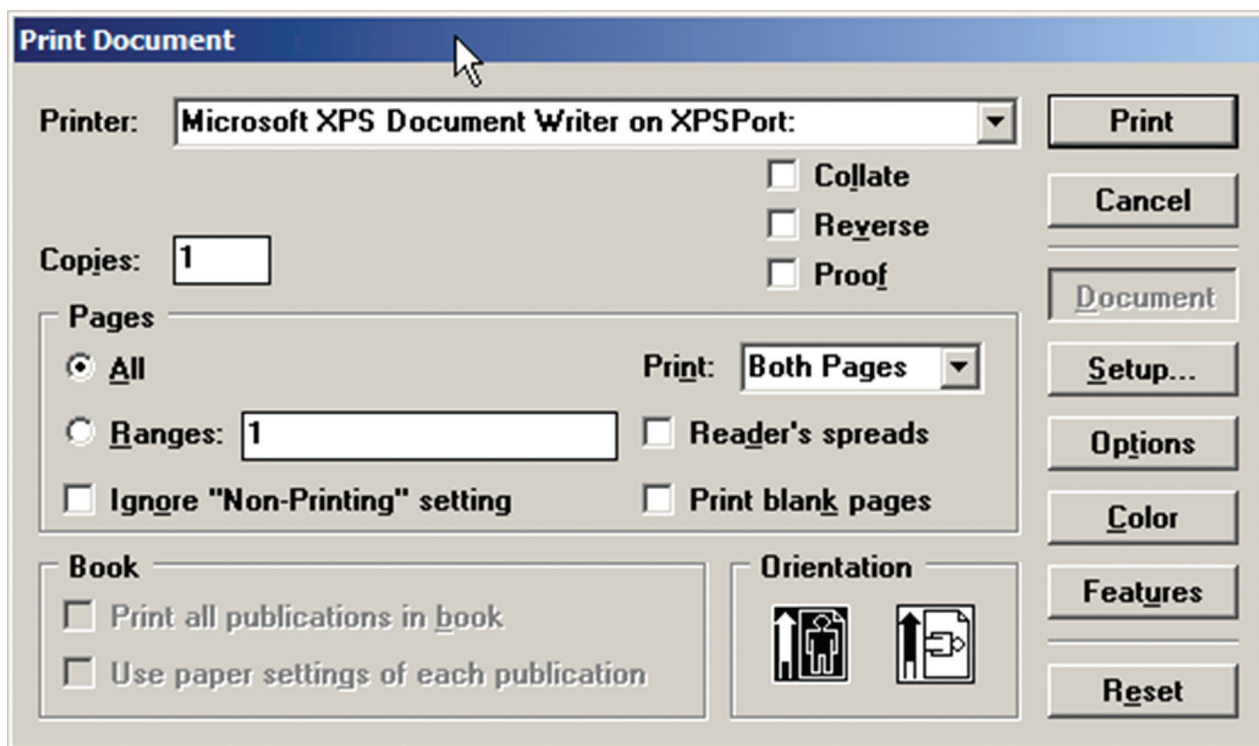 Print Document
Printer: Microsoft XPS Document Writer on XPSPort: Print
Collate
Cancel
Reverse
Copies: 1
Proof
Document
Pages
All Print: Both Pages
Setup...
Ranges: 1 Reader's spreads
Options
Ignore "Non-Printing" setting Print blank pages
Color
Book Orientation
Features
Print all publications in book
Use paper settings of each publication
Reset